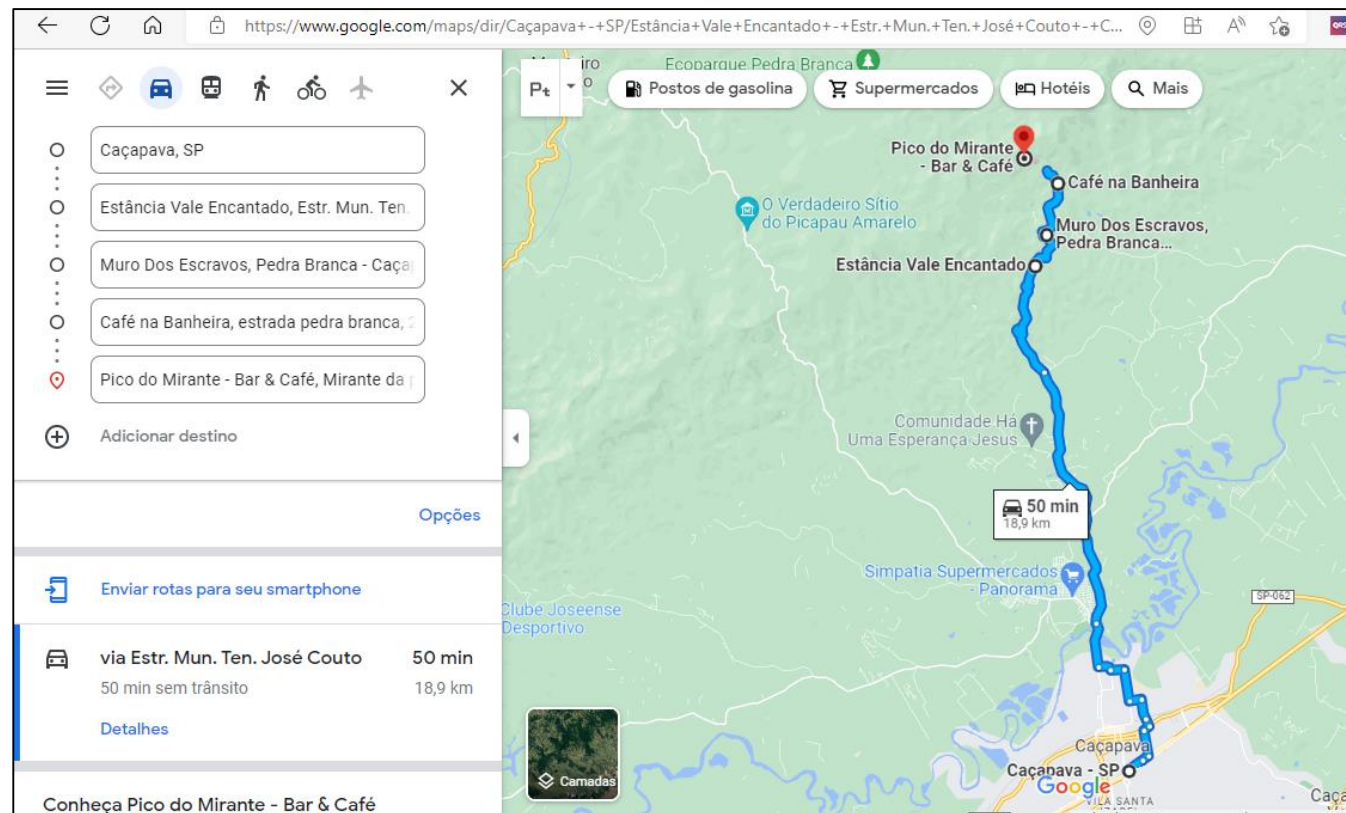 https://www.google.com/maps/dir/Caçapava+-+SP/Estância+Vale+Encantado+-+Estr.+Mun.+Ten.+José+Couto+-+C...
Caçapava, SP
Estância Vale Encantado, Estr. Mun. Ten.
Muro Dos Escravos, Pedra Branca - Caça
Café na Banheira, estrada pedra branca,
Pico do Mirante - Bar & Café, Mirante da
Adicionar destino
Opções
Enviar rotas para seu smartphone
via Estr. Mun. Ten. José Couto 50 min
50 min sem trânsito 18,9 km
Detalhes
Conheça Pico do Mirante - Bar & Café
Ecoparque Pedra Branca
Postos de gasolina Supermercados Hotéis Mais
Pico do Mirante
- Bar & Café
Café na Banheira
O Verdadeiro Sítio
do Picapau Amarelo
Muro Dos Escravos,
Pedra Branca...
Estância Vale Encantado
Comunidade Há
Uma Esperança Jesus
50 min
18,9 km
Simpatia Supermercados
- Panorama
SP-062
Clube Joseense
Desportivo
Caçapava
Caçapava - SP
Google
VILA SANTA
Camadas
Caça